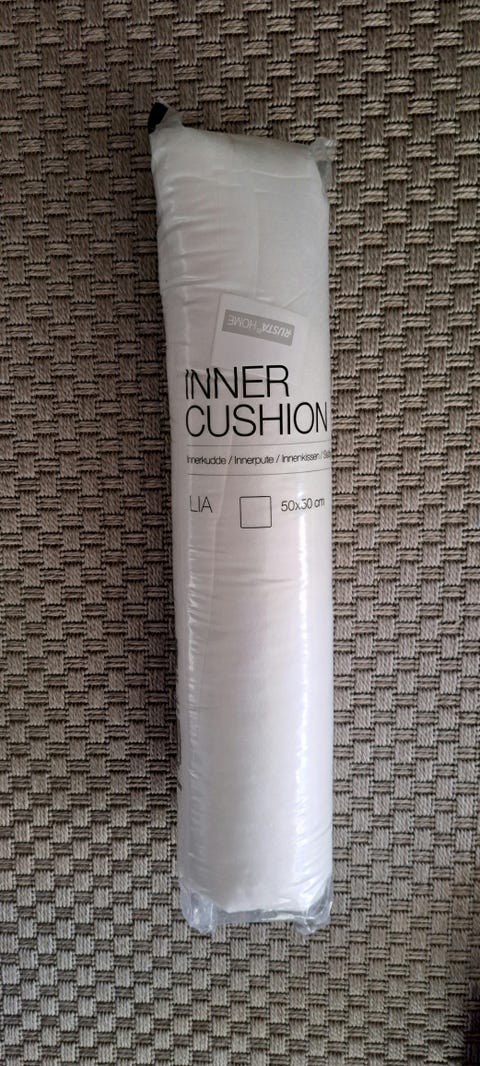 RUSTA® HOME
INNER
CUSHION
Innerkudde / Innerpute / Innenkissen /
LIA
50x50 cm